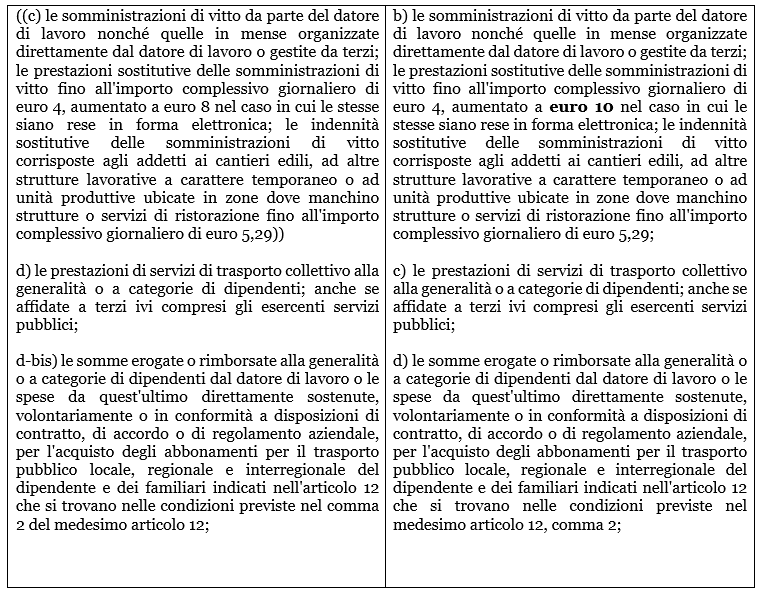 ((c) le somministrazioni di vitto da parte del datore
di lavoro nonché quelle in mense organizzate
direttamente dal datore di lavoro o gestite da terzi;
le prestazioni sostitutive delle somministrazioni di
vitto fino all'importo complessivo giornaliero di
euro 4, aumentato a euro 8 nel caso in cui le stesse
siano rese in forma elettronica; le indennità
sostitutive delle somministrazioni di vitto
corrisposte agli addetti ai cantieri edili, ad altre
strutture lavorative a carattere temporaneo o ad
unità produttive ubicate in zone dove manchino
strutture o servizi di ristorazione fino all'importo
complessivo giornaliero di euro 5,29))
d) le prestazioni di servizi di trasporto collettivo alla
generalità o a categorie di dipendenti; anche se
affidate a terzi ivi compresi gli esercenti servizi
pubblici;
d-bis) le somme erogate o rimborsate alla generalità
o a categorie di dipendenti dal datore di lavoro o le
spese da quest'ultimo direttamente sostenute,
volontariamente o in conformità a disposizioni di
contratto, di accordo o di regolamento aziendale,
per l'acquisto degli abbonamenti per il trasporto
pubblico locale, regionale e interregionale del
dipendente e dei familiari indicati nell'articolo 12
che si trovano nelle condizioni previste nel comma
2 del medesimo articolo 12;
b) le somministrazioni di vitto da parte del datore
di lavoro nonché quelle in mense organizzate
direttamente dal datore di lavoro o gestite da terzi;
le prestazioni sostitutive delle somministrazioni di
vitto fino all'importo complessivo giornaliero di
euro 4, aumentato a euro 10 nel caso in cui le
stesse siano rese in forma elettronica; le indennità
sostitutive delle somministrazioni di vitto
corrisposte agli addetti ai cantieri edili, ad altre
strutture lavorative a carattere temporaneo o ad
unità produttive ubicate in zone dove manchino
strutture o servizi di ristorazione fino all'importo
complessivo giornaliero di euro 5,29;
c) le prestazioni di servizi di trasporto collettivo
alla generalità o a categorie di dipendenti; anche se
affidate a terzi ivi compresi gli esercenti servizi
pubblici;
d) le somme erogate o rimborsate alla generalità o
a categorie di dipendenti dal datore di lavoro o le
spese da quest'ultimo direttamente sostenute,
volontariamente o in conformità a disposizioni di
contratto, di accordo o di regolamento aziendale,
per l'acquisto degli abbonamenti per il trasporto
pubblico locale, regionale e interregionale del
dipendente e dei familiari indicati nell'articolo 12
che si trovano nelle condizioni previste nel
medesimo articolo 12, comma 2;